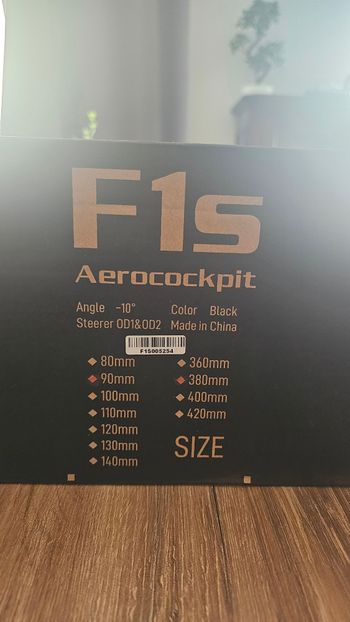 F1s
Aerocockpit
Angle -10° Color Black
Steerer OD1&OD2 Made in China
F1S005254
80mm
90mm
100mm
110mm
120mm
130mm
140mm
360mm
380mm
400mm
420mm
SIZE